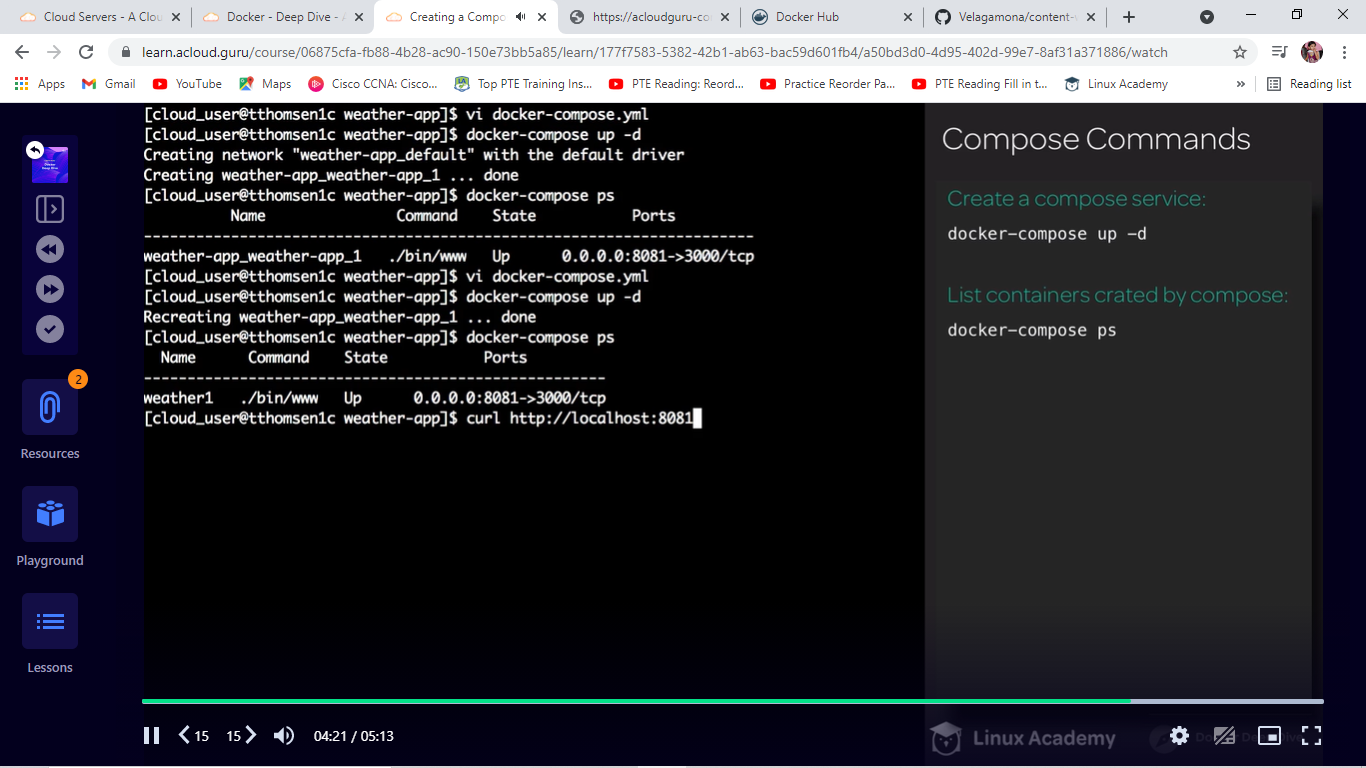 Cloud Servers - A Clou
Docker - Deep Dive - A
Creating a Compo
https://acloudguru-co
Docker Hub
Velagamona/content-
learn.acloud.guru/course/06875cfa-fb88-4b28-ac90-150e73bb5a85/learn/177f7583-5382-42b1-ab63-bac59d601fb4/a50bd3d0-4d95-402d-99e7-8af31a371886/watch
Apps
Gmail
YouTube
Maps
Cisco CCNA: Cisco...
Top PTE Training Ins...
PTE Reading: Reord...
Practice Reorder Pa...
PTE Reading Fill in t...
Linux Academy
»
Reading list
[cloud_user@tthomsen1c weather-app]$ vi docker-compose.yml
[cloud_user@tthomsen1c weather-app]$ docker-compose up -d
Creating network "weather-app_default" with the default driver
Creating weather-app_weather-app_1 ... done
[cloud_user@tthomsen1c weather-app]$ docker-compose ps
Name Command State Ports
----------------------------------------------------------------------
weather-app_weather-app_1 ./bin/www Up 0.0.0.0:8081->3000/tcp
[cloud_user@tthomsen1c weather-app]$ vi docker-compose.yml
[cloud_user@tthomsen1c weather-app]$ docker-compose up -d
Recreating weather-app_weather-app_1 ... done
[cloud_user@tthomsen1c weather-app]$ docker-compose ps
Name Command State Ports
-----------------------------------------------------
weather1 ./bin/www Up 0.0.0.0:8081->3000/tcp
[cloud_user@tthomsen1c weather-app]$ curl http://localhost:8081
Compose Commands
Create a compose service:
docker-compose up -d
List containers crated by compose:
docker-compose ps
Docker
Deep Dive
2
Resources
Playground
Lessons
15
15
04:21 / 05:13
Linux Academy